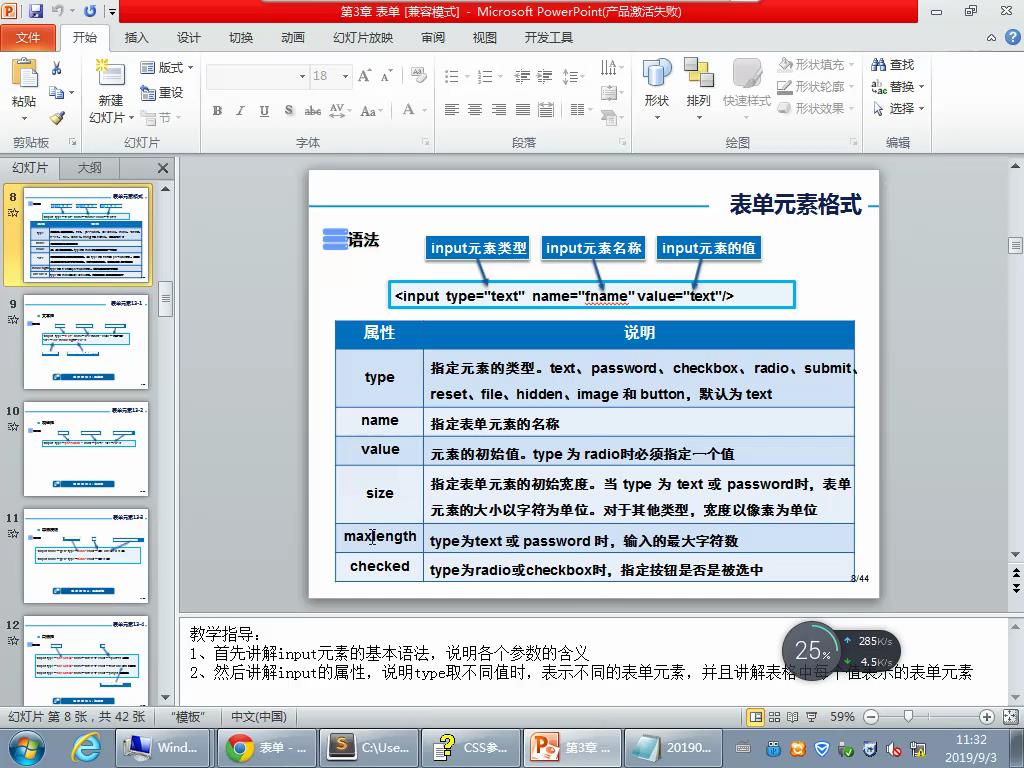 第3章 表单 [兼容模式] - Microsoft PowerPoint(产品激活失败)
文件 开始 插入 设计 切换 动画 幻灯片放映 审阅 视图 开发工具
粘贴 新建 幻灯片 版式 重设 节 18 形状 排列 快速样式 形状填充 形状轮廓 形状效果 查找 替换 选择
剪贴板 幻灯片 字体 段落 绘图 编辑
幻灯片 大纲
8
9
10
11
12
表单元素格式
语法
input元素类型 input元素名称 input元素的值
<input type="text" name="fname" value="text"/>
属性 说明
type 指定元素的类型。text、password、checkbox、radio、submit、
reset、file、hidden、image 和 button，默认为 text
name 指定表单元素的名称
value 元素的初始值。type 为 radio时必须指定一个值
size 指定表单元素的初始宽度。当 type 为 text 或 password时，表单
元素的大小以字符为单位。对于其他类型，宽度以像素为单位
maxlength type为text 或 password 时，输入的最大字符数
checked type为radio或checkbox时，指定按钮是否是被选中
8/44
教学指导：
1、首先讲解input元素的基本语法，说明各个参数的含义
2、然后讲解input的属性，说明type取不同值时，表示不同的表单元素，并且讲解表格中每个值表示的表单元素
25% 285K/s
4.5K/s
幻灯片 第 8 张，共 42 张 "模板" 中文(中国) 59%
Wind... 表单 - ... C:\Use... CSS参... 第3章 ... 20190... 11:32
2019/9/3